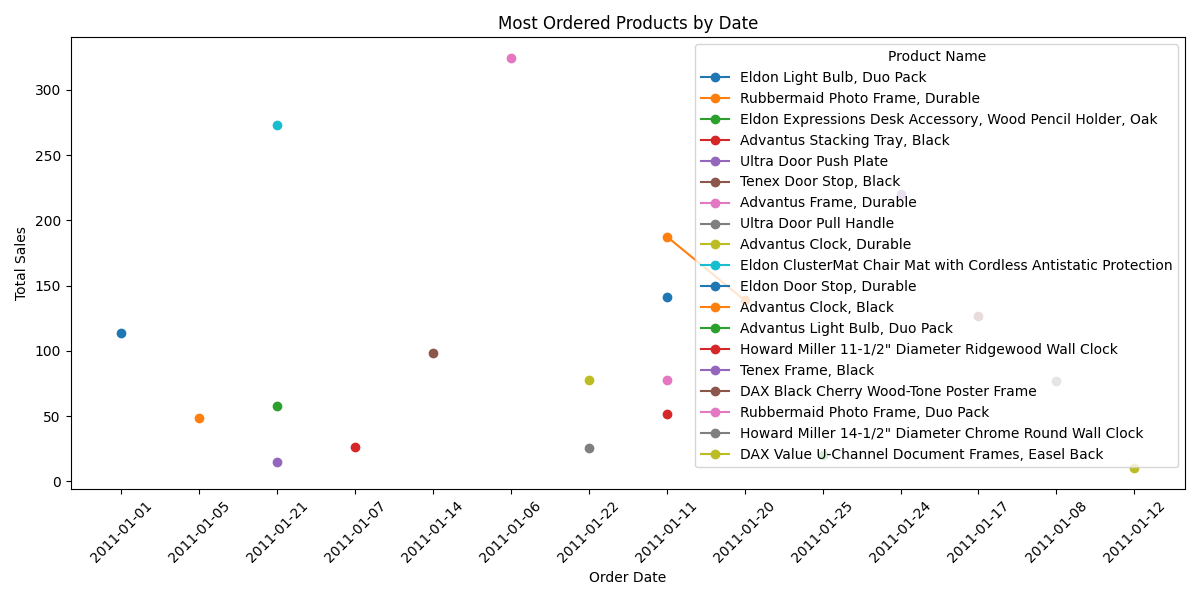 Most Ordered Products by Date
Total Sales
300
250
200
150
100
50
0
Product Name
Eldon Light Bulb, Duo Pack
Rubbermaid Photo Frame, Durable
Eldon Expressions Desk Accessory, Wood Pencil Holder, Oak
Advantus Stacking Tray, Black
Ultra Door Push Plate
Tenex Door Stop, Black
Advantus Frame, Durable
Ultra Door Pull Handle
Advantus Clock, Durable
Eldon ClusterMat Chair Mat with Cordless Antistatic Protection
Eldon Door Stop, Durable
Advantus Clock, Black
Advantus Light Bulb, Duo Pack
Howard Miller 11-1/2" Diameter Ridgewood Wall Clock
Tenex Frame, Black
DAX Black Cherry Wood-Tone Poster Frame
Rubbermaid Photo Frame, Duo Pack
Howard Miller 14-1/2" Diameter Chrome Round Wall Clock
DAX Value U-Channel Document Frames, Easel Back
2011-01-01
2011-01-05
2011-01-21
2011-01-07
2011-01-14
2011-01-06
2011-01-22
2011-01-11
2011-01-20
2011-01-25
2011-01-24
2011-01-17
2011-01-08
2011-01-12
Order Date